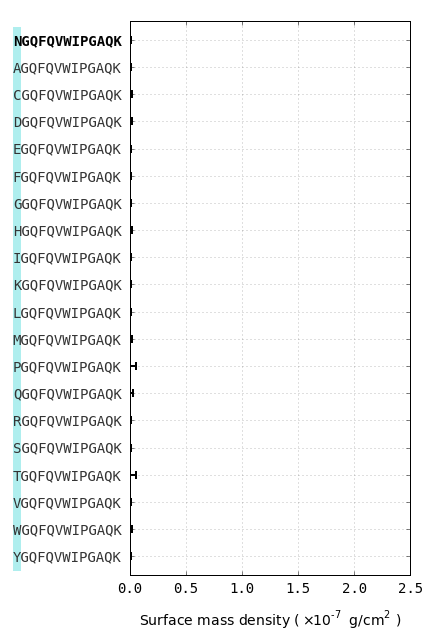 NGQFQVWIPGAQK
AGQFQVWIPGAQK
CGQFQVWIPGAQK
DGQFQVWIPGAQK
EGQFQVWIPGAQK
FGQFQVWIPGAQK
GGQFQVWIPGAQK
HGQFQVWIPGAQK
IGQFQVWIPGAQK
KGQFQVWIPGAQK
LGQFQVWIPGAQK
MGQFQVWIPGAQK
PGQFQVWIPGAQK
QGQFQVWIPGAQK
RGQFQVWIPGAQK
SGQFQVWIPGAQK
TGQFQVWIPGAQK
VGQFQVWIPGAQK
WGQFQVWIPGAQK
YGQFQVWIPGAQK
0.0 0.5 1.0 1.5 2.0 2.5
Surface mass density ( ×10⁻⁷ g/cm² )